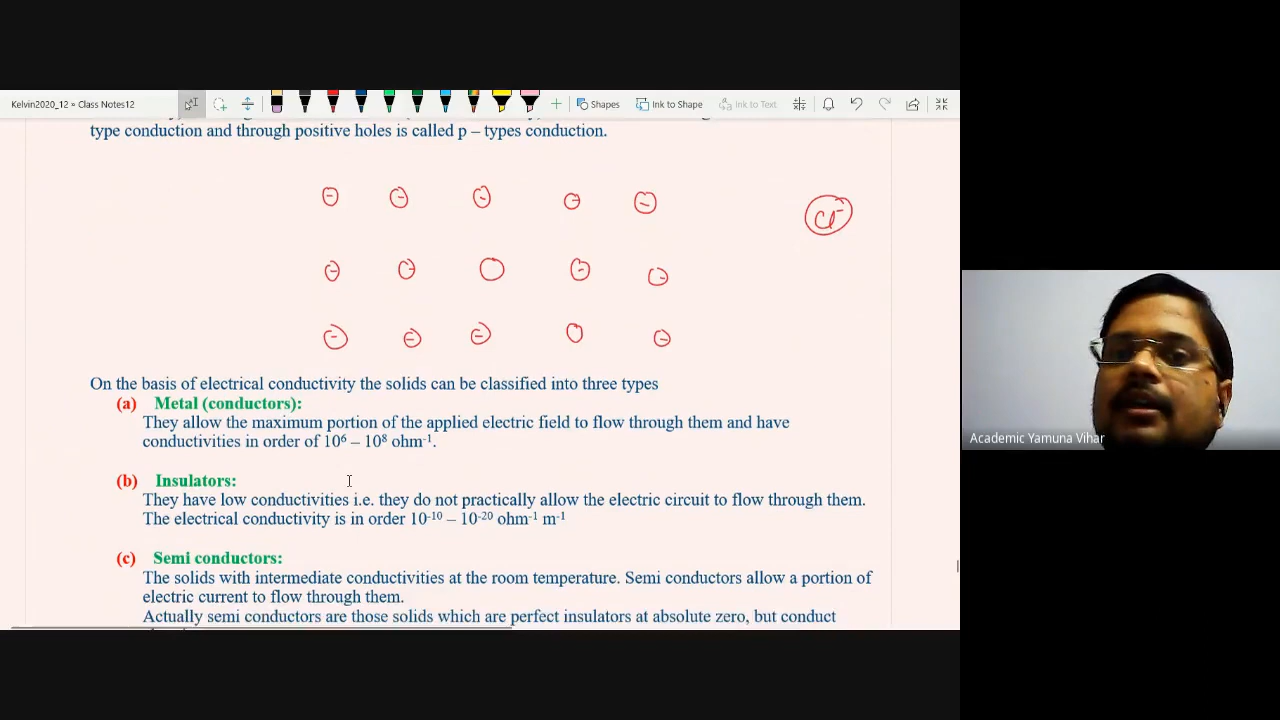 Kelvin2020_12 » Class Notes12
Shapes
Ink to Shape
Ink to Text
type conduction and through positive holes is called p – types conduction.
Cl⁻
On the basis of electrical conductivity the solids can be classified into three types
(a) Metal (conductors):
They allow the maximum portion of the applied electric field to flow through them and have
conductivities in order of 10⁶ – 10⁸ ohm⁻¹.
(b) Insulators:
They have low conductivities i.e. they do not practically allow the electric circuit to flow through them.
The electrical conductivity is in order 10⁻¹⁰ – 10⁻²⁰ ohm⁻¹ m⁻¹
(c) Semi conductors:
The solids with intermediate conductivities at the room temperature. Semi conductors allow a portion of
electric current to flow through them.
Actually semi conductors are those solids which are perfect insulators at absolute zero, but conduct
Academic Yamuna Vihar